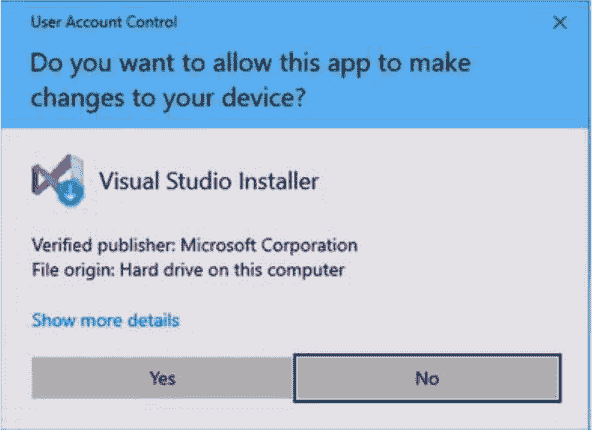 User Account Control
Do you want to allow this app to make
changes to your device?
Visual Studio Installer
Verified publisher: Microsoft Corporation
File origin: Hard drive on this computer
Show more details
Yes
No